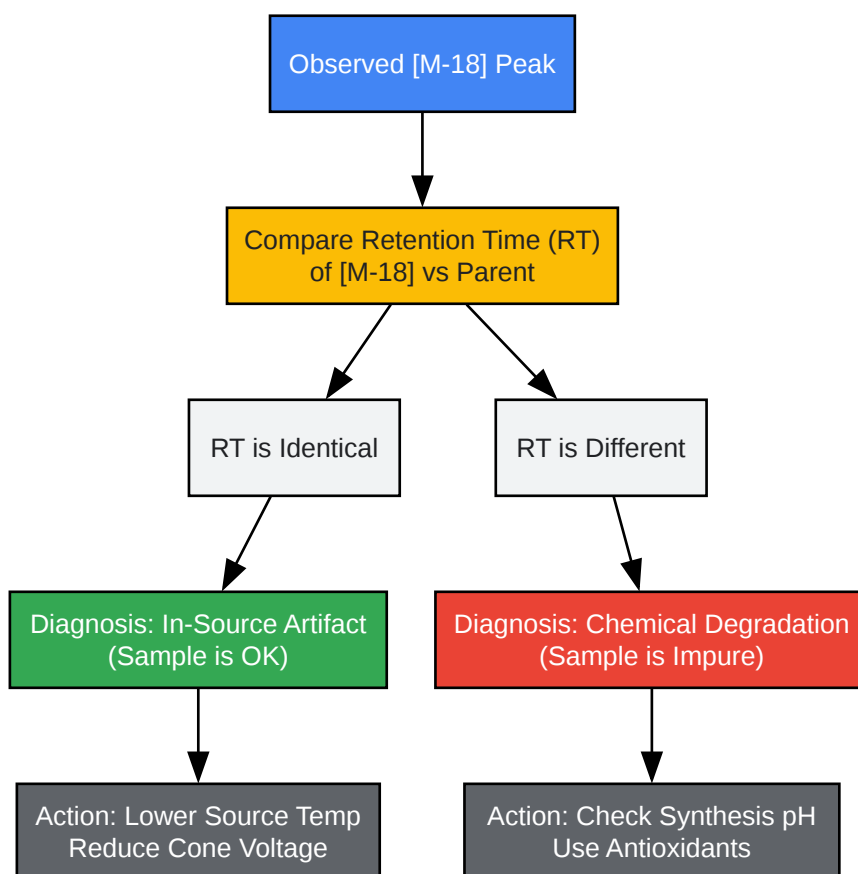 Observed [M-18] Peak
Compare Retention Time (RT)
of [M-18] vs Parent
RT is Identical
RT is Different
Diagnosis: In-Source Artifact
(Sample is OK)
Diagnosis: Chemical Degradation
(Sample is Impure)
Action: Lower Source Temp
Reduce Cone Voltage
Action: Check Synthesis pH
Use Antioxidants